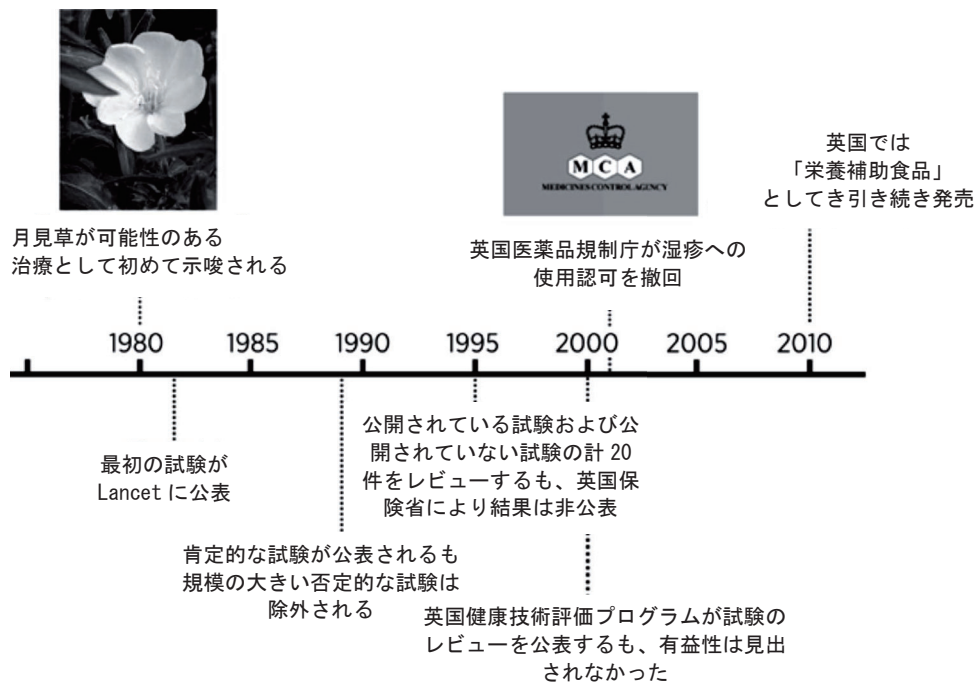 月見草が可能性のある
治療として初めて示唆される
M C A
MEDICINES CONTROL AGENCY
英国医薬品規制庁が湿疹への
使用認可を撤回
英国では
「栄養補助食品」
としてき引き続き発売
1980 1985 1990 1995 2000 2005 2010
最初の試験が
Lancet に公表
肯定的な試験が公表されるも
規模の大きい否定的な試験は
除外される
公開されている試験および公
開されていない試験の計 20
件をレビューするも、英国保
険省により結果は非公表
英国健康技術評価プログラムが試験の
レビューを公表するも、有益性は見出
されなかった